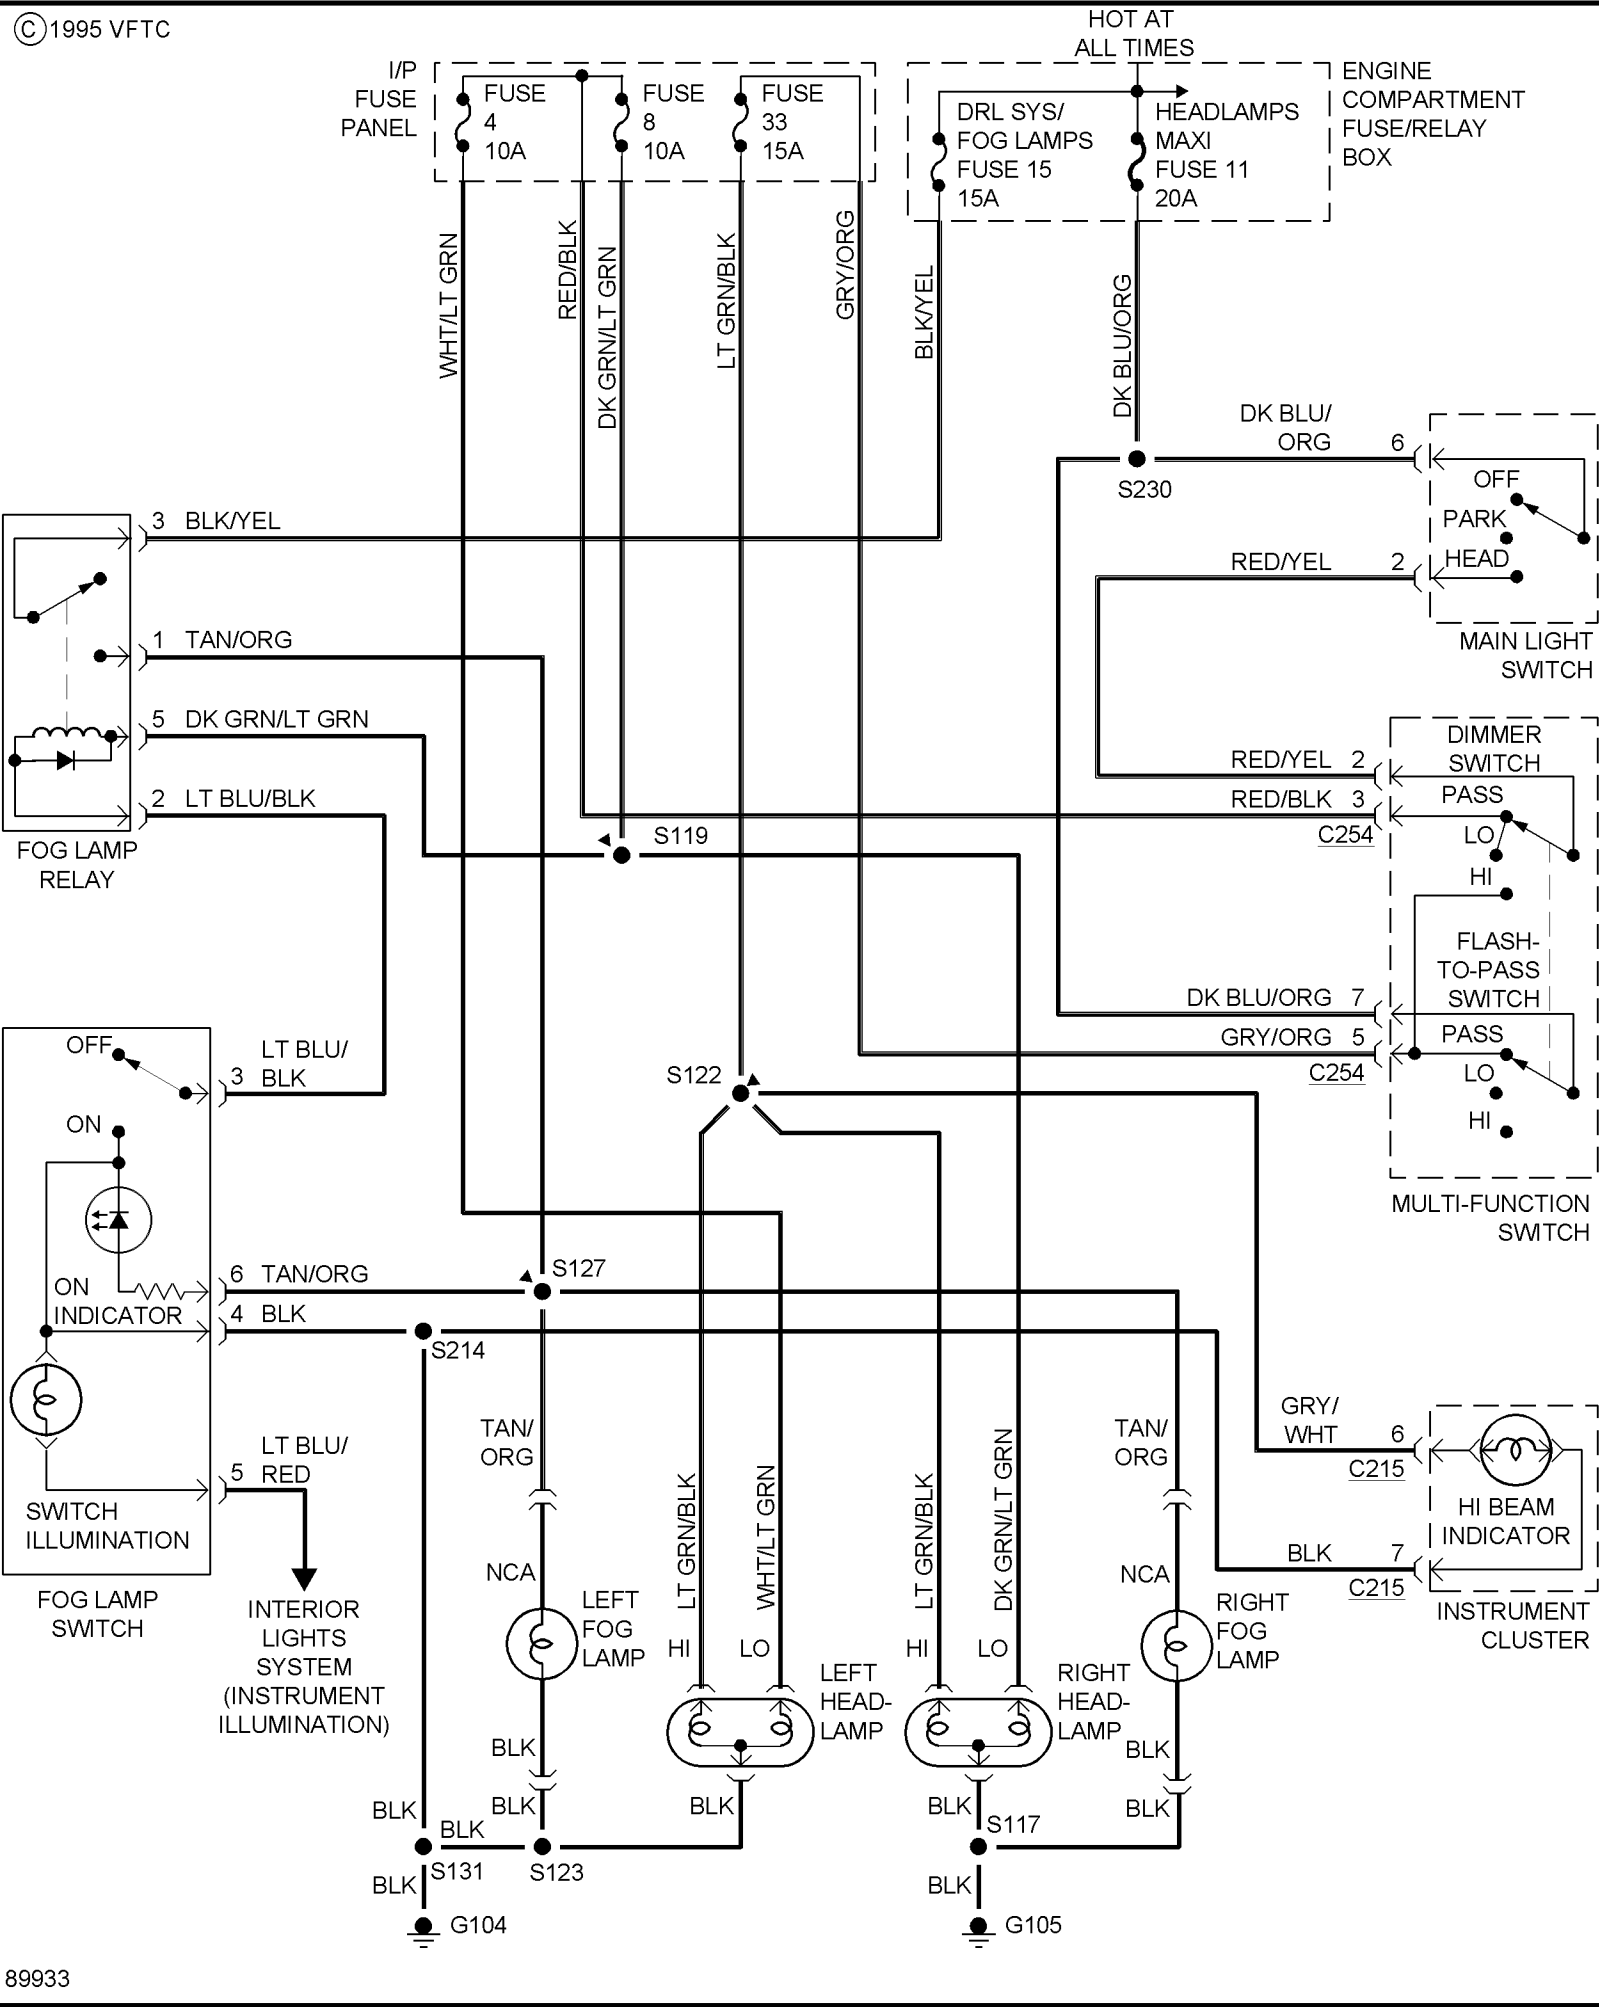 © 1995 VFTC
HOT AT
ALL TIMES
I/P
FUSE
PANEL
FUSE
4
10A
FUSE
8
10A
FUSE
33
15A
DRL SYS/
FOG LAMPS
FUSE 15
15A
HEADLAMPS
MAXI
FUSE 11
20A
ENGINE
COMPARTMENT
FUSE/RELAY
BOX
WHT/LT GRN
RED/BLK
DK GRN/LT GRN
LT GRN/BLK
GRY/ORG
BLK/YEL
DK BLU/ORG
DK BLU/
ORG
6
S230
OFF
PARK
HEAD
RED/YEL
2
MAIN LIGHT
SWITCH
3
BLK/YEL
1
TAN/ORG
5
DK GRN/LT GRN
2
LT BLU/BLK
FOG LAMP
RELAY
S119
DIMMER
SWITCH
RED/YEL
2
RED/BLK
3
C254
PASS
LO
HI
FLASH-
TO-PASS
SWITCH
DK BLU/ORG
7
GRY/ORG
5
C254
PASS
LO
HI
MULTI-FUNCTION
SWITCH
OFF
LT BLU/
BLK
3
ON
S122
S127
ON
INDICATOR
6
TAN/ORG
4
BLK
S214
LT BLU/
RED
5
SWITCH
ILLUMINATION
FOG LAMP
SWITCH
INTERIOR
LIGHTS
SYSTEM
(INSTRUMENT
ILLUMINATION)
TAN/
ORG
NCA
LEFT
FOG
LAMP
LT GRN/BLK
WHT/LT GRN
LT GRN/BLK
DK GRN/LT GRN
TAN/
ORG
NCA
RIGHT
FOG
LAMP
GRY/
WHT
6
C215
HI BEAM
INDICATOR
BLK
7
C215
INSTRUMENT
CLUSTER
HI
LO
LEFT
HEAD-
LAMP
HI
LO
RIGHT
HEAD-
LAMP
BLK
BLK
BLK
BLK
BLK
S131
BLK
S123
BLK
G104
BLK
S117
BLK
BLK
G105
89933